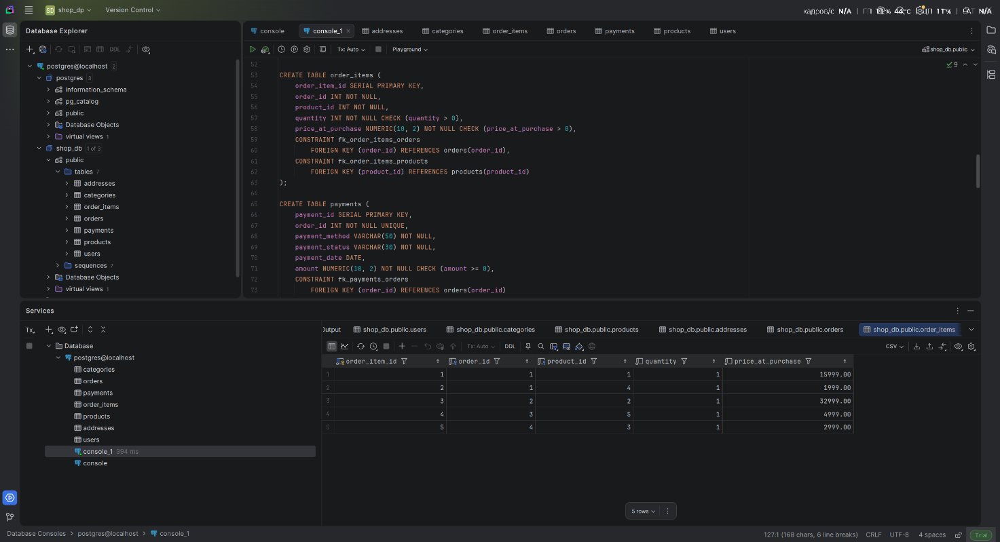 SD shop_dp Version Control
кадров/с N/A | ГП 11% 44°C | ЦП 1T% | N/A
Database Explorer
DDL
postgres@localhost 2
postgres 3
information_schema
pg_catalog
public
Database Objects
virtual views 1
shop_db 1 of 3
public
tables 7
addresses
categories
order_items
orders
payments
products
users
sequences 7
Database Objects
virtual views 1
console console_1 addresses categories order_items orders payments products users
Tx: Auto Playground shop_db.public
9
52
53 CREATE TABLE order_items (
54 order_item_id SERIAL PRIMARY KEY,
55 order_id INT NOT NULL,
56 product_id INT NOT NULL,
57 quantity INT NOT NULL CHECK (quantity > 0),
58 price_at_purchase NUMERIC(10, 2) NOT NULL CHECK (price_at_purchase > 0),
59 CONSTRAINT fk_order_items_orders
60 FOREIGN KEY (order_id) REFERENCES orders(order_id),
61 CONSTRAINT fk_order_items_products
62 FOREIGN KEY (product_id) REFERENCES products(product_id)
63 );
64
65 CREATE TABLE payments (
66 payment_id SERIAL PRIMARY KEY,
67 order_id INT NOT NULL UNIQUE,
68 payment_method VARCHAR(50) NOT NULL,
69 payment_status VARCHAR(30) NOT NULL,
70 payment_date DATE,
71 amount NUMERIC(10, 2) NOT NULL CHECK (amount >= 0),
72 CONSTRAINT fk_payments_orders
73 FOREIGN KEY (order_id) REFERENCES orders(order_id)
Services
Tx
Database
postgres@localhost
categories
orders
payments
order_items
products
addresses
users
console_1 394 ms
console
Output shop_db.public.users shop_db.public.categories shop_db.public.products shop_db.public.addresses shop_db.public.orders shop_db.public.order_items
Tx: Auto DDL CSV
order_item_id order_id product_id quantity price_at_purchase
1 1 1 1 1 15999.00
2 2 1 4 1 1999.00
3 3 2 2 1 32999.00
4 4 3 5 1 4999.00
5 5 4 3 1 2999.00
5 rows
Database Consoles > postgres@localhost > console_1
127:1 (168 chars, 6 line breaks) CRLF UTF-8 4 spaces Trial